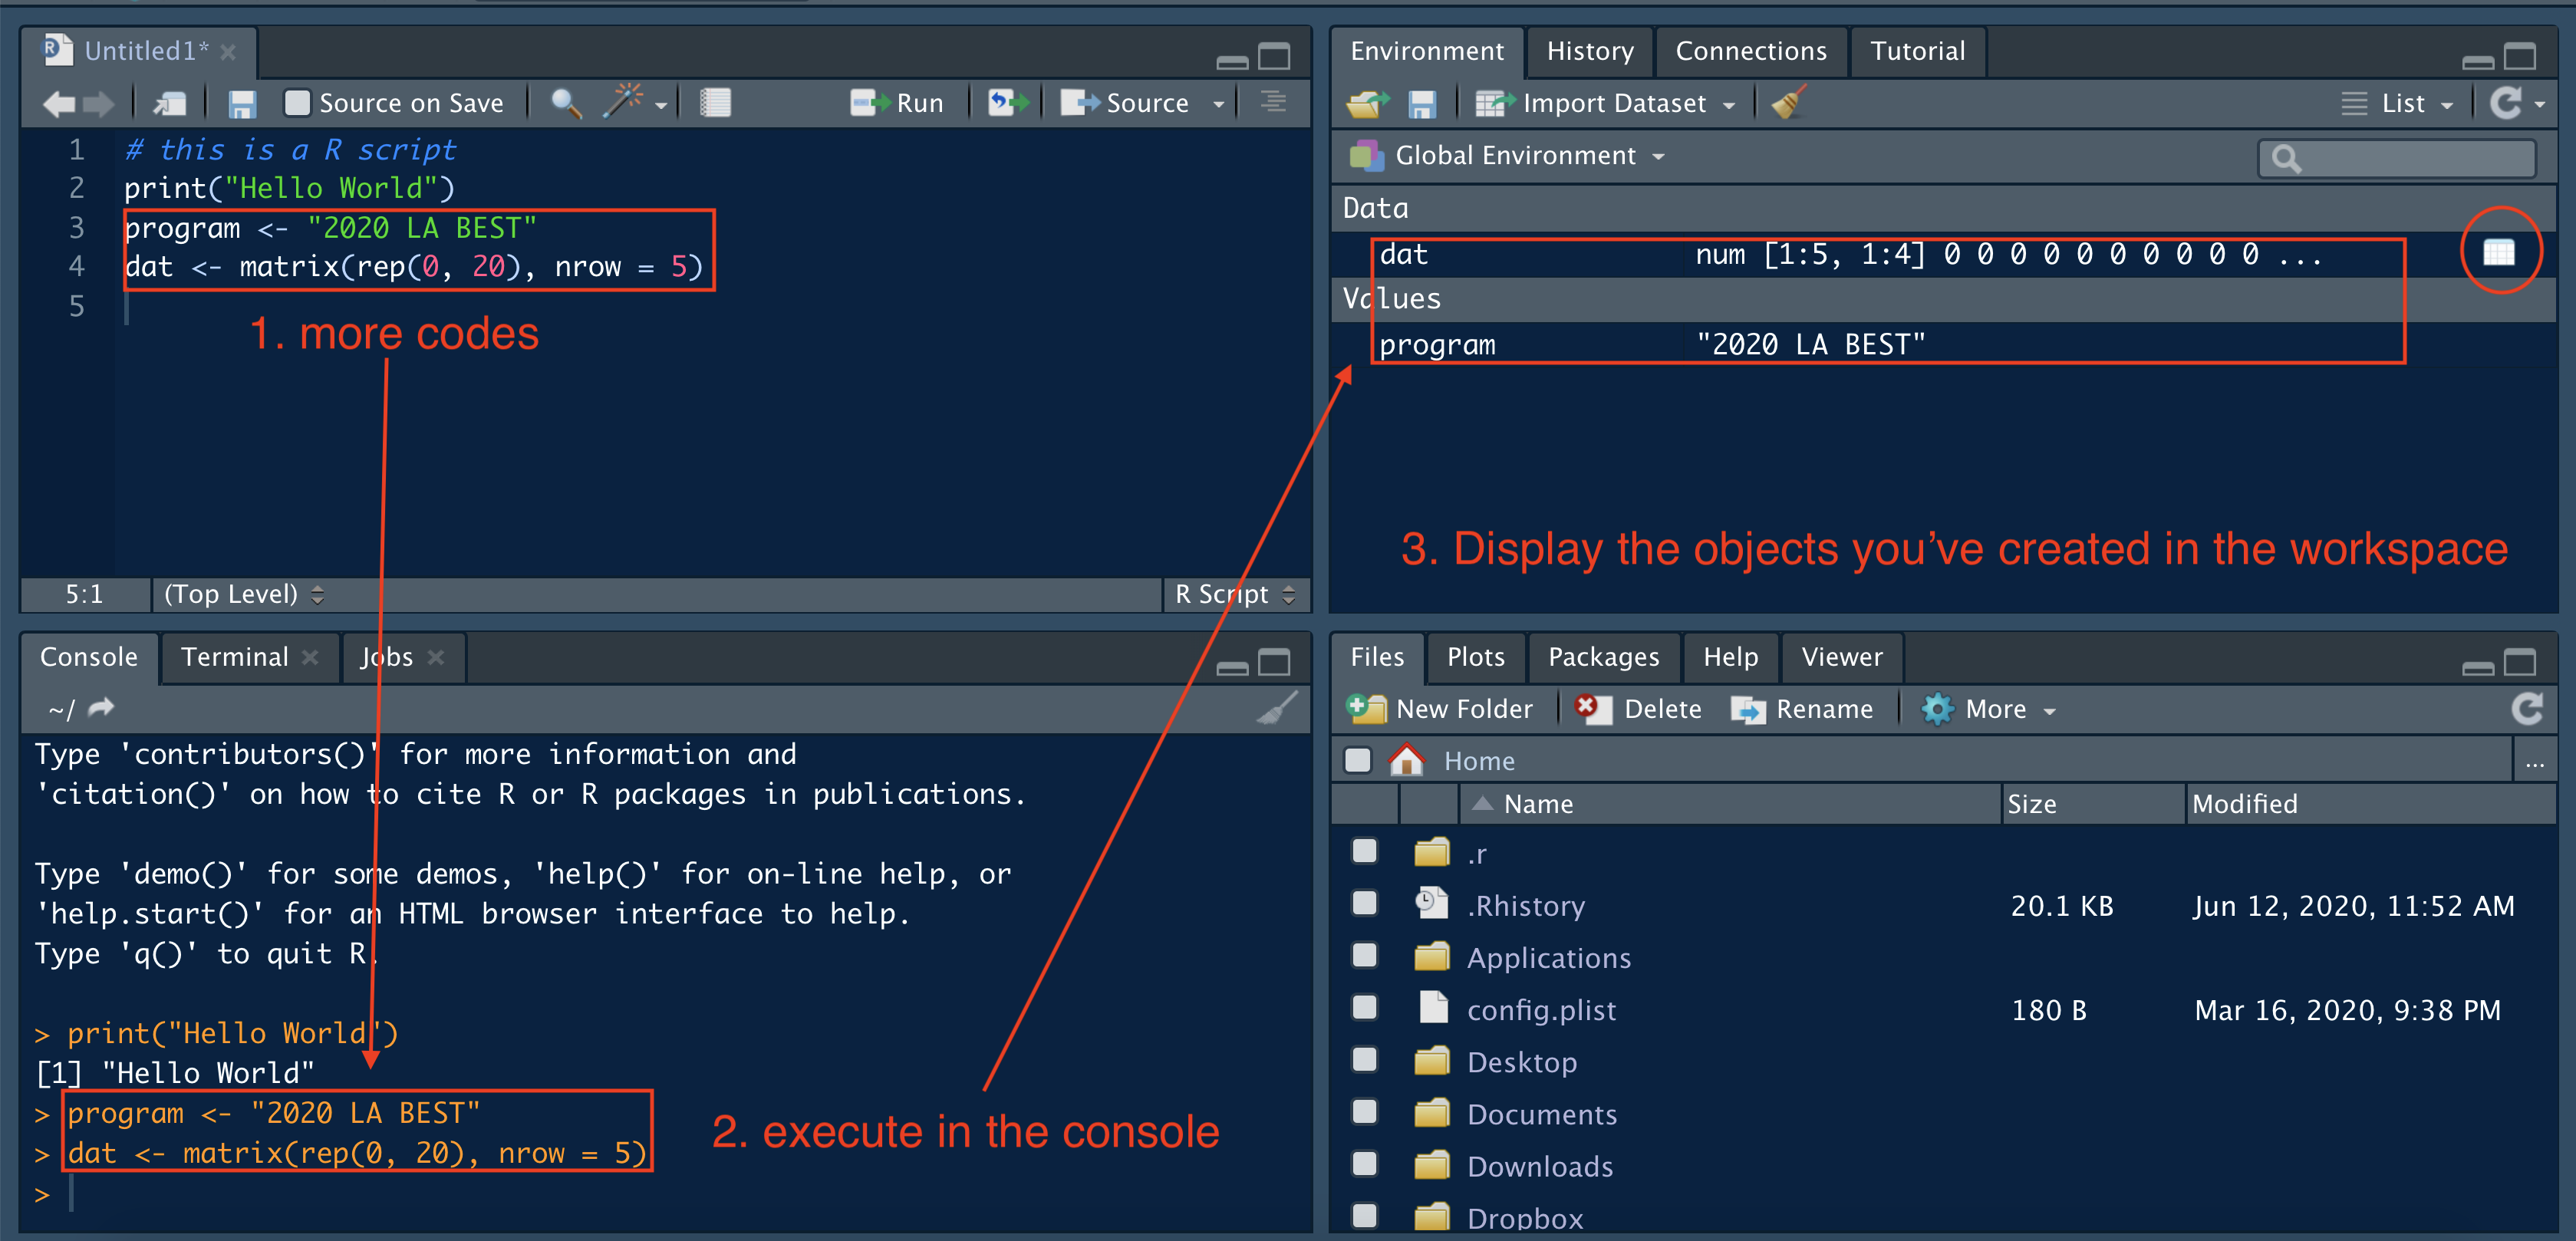 Untitled1*
Source on Save
Run
Source
1 # this is a R script
2 print("Hello World")
3 program <- "2020 LA BEST"
4 dat <- matrix(rep(0, 20), nrow = 5)
5
1. more codes
5:1 (Top Level) R Script
Environment History Connections Tutorial
Import Dataset List
Global Environment
Data
dat num [1:5, 1:4] 0 0 0 0 0 0 0 0 0 0 ...
Values
program "2020 LA BEST"
3. Display the objects you've created in the workspace
Console Terminal Jobs
~/
Type 'contributors()' for more information and
'citation()' on how to cite R or R packages in publications.
Type 'demo()' for some demos, 'help()' for on-line help, or
'help.start()' for an HTML browser interface to help.
Type 'q()' to quit R.
> print("Hello World")
[1] "Hello World"
> program <- "2020 LA BEST"
> dat <- matrix(rep(0, 20), nrow = 5)
>
2. execute in the console
Files Plots Packages Help Viewer
New Folder Delete Rename More
Home ...
Name Size Modified
.r
.Rhistory 20.1 KB Jun 12, 2020, 11:52 AM
Applications
config.plist 180 B Mar 16, 2020, 9:38 PM
Desktop
Documents
Downloads
Dropbox